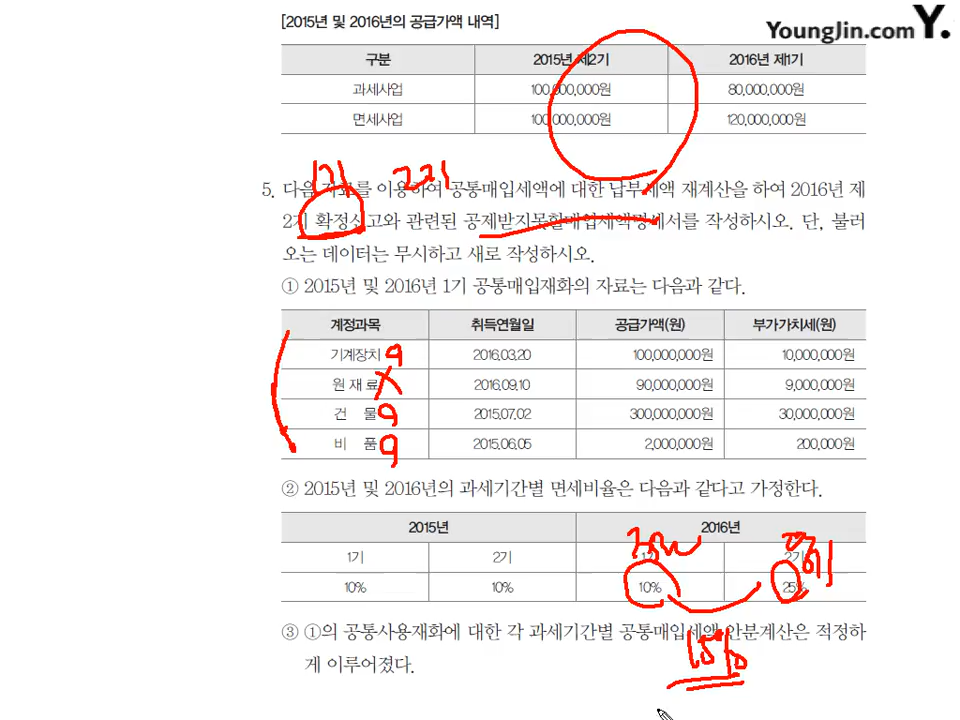 [2015년 및 2016년의 공급가액 내역]
YoungJin.com Y.
구분 2015년 제2기 2016년 제1기
과세사업 100,000,000원 80,000,000원
면세사업 100,000,000원 120,000,000원
1기 2기
5. 다음 자료를 이용하여 공통매입세액에 대한 납부세액 재계산을 하여 2016년 제
2기 확정신고와 관련된 공제받지못할매입세액명세서를 작성하시오. 단, 불러
오는 데이터는 무시하고 새로 작성하시오.
① 2015년 및 2016년 1기 공통매입재화의 자료는 다음과 같다.
계정과목 취득연월일 공급가액(원) 부가가치세(원)
기계장치 2016.03.20 100,000,000원 10,000,000원
원 재 료 2016.09.10 90,000,000원 9,000,000원
건 물 2015.07.02 300,000,000원 30,000,000원
비 품 2015.06.05 2,000,000원 200,000원
② 2015년 및 2016년의 과세기간별 면세비율은 다음과 같다고 가정한다.
2015년 2016년
1기 2기 1기 2기
10% 10% 10% 25%
③ ①의 공통사용재화에 대한 각 과세기간별 공통매입세액 안분계산은 적정하
게 이루어졌다.
15%